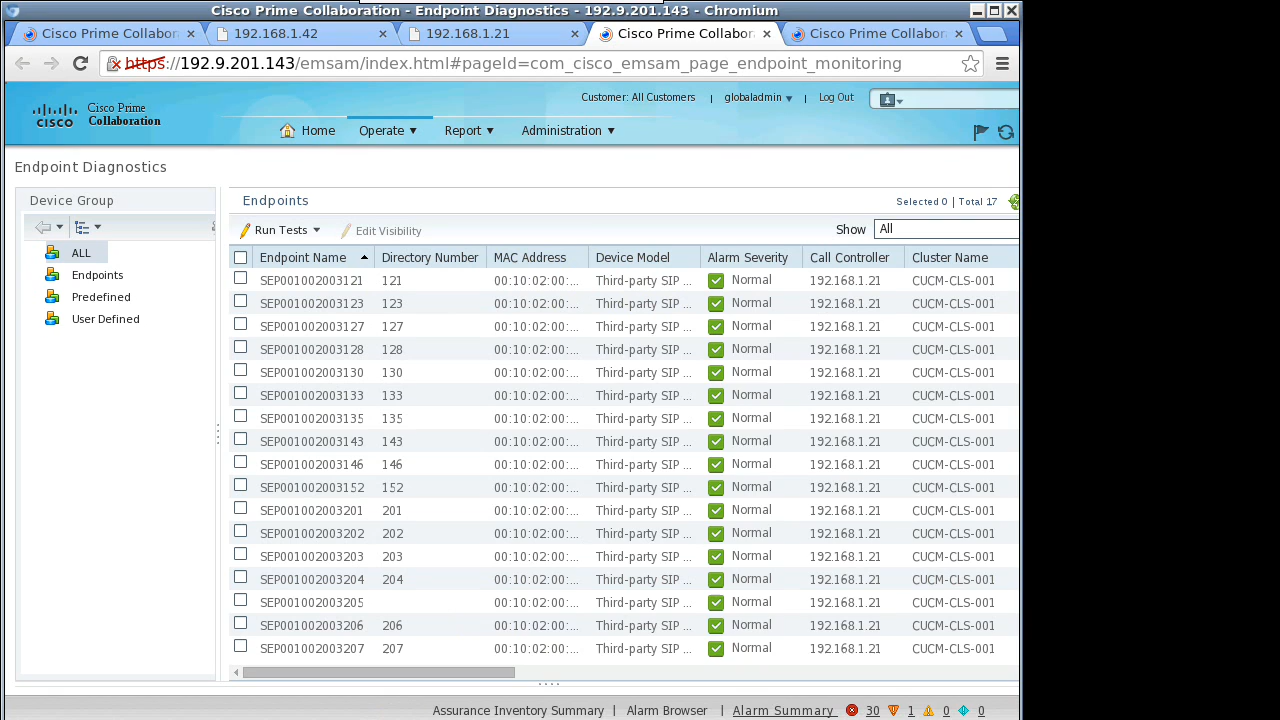 Cisco Prime Collaboration - Endpoint Diagnostics - 192.9.201.143 - Chromium
Cisco Prime Collabor 192.168.1.42 192.168.1.21 Cisco Prime Collabor Cisco Prime Collabor
https://192.9.201.143/emsam/index.html#pageId=com_cisco_emsam_page_endpoint_monitoring
Customer: All Customers | globaladmin | Log Out
CISCO Cisco Prime
Collaboration
Home Operate Report Administration
Endpoint Diagnostics
Device Group
ALL
Endpoints
Predefined
User Defined
Endpoints
Selected 0 | Total 17
Run Tests Edit Visibility Show All
Endpoint Name Directory Number MAC Address Device Model Alarm Severity Call Controller Cluster Name
SEP001002003121 121 00:10:02:00:... Third-party SIP ... Normal 192.168.1.21 CUCM-CLS-001
SEP001002003123 123 00:10:02:00:... Third-party SIP ... Normal 192.168.1.21 CUCM-CLS-001
SEP001002003127 127 00:10:02:00:... Third-party SIP ... Normal 192.168.1.21 CUCM-CLS-001
SEP001002003128 128 00:10:02:00:... Third-party SIP ... Normal 192.168.1.21 CUCM-CLS-001
SEP001002003130 130 00:10:02:00:... Third-party SIP ... Normal 192.168.1.21 CUCM-CLS-001
SEP001002003133 133 00:10:02:00:... Third-party SIP ... Normal 192.168.1.21 CUCM-CLS-001
SEP001002003135 135 00:10:02:00:... Third-party SIP ... Normal 192.168.1.21 CUCM-CLS-001
SEP001002003143 143 00:10:02:00:... Third-party SIP ... Normal 192.168.1.21 CUCM-CLS-001
SEP001002003146 146 00:10:02:00:... Third-party SIP ... Normal 192.168.1.21 CUCM-CLS-001
SEP001002003152 152 00:10:02:00:... Third-party SIP ... Normal 192.168.1.21 CUCM-CLS-001
SEP001002003201 201 00:10:02:00:... Third-party SIP ... Normal 192.168.1.21 CUCM-CLS-001
SEP001002003202 202 00:10:02:00:... Third-party SIP ... Normal 192.168.1.21 CUCM-CLS-001
SEP001002003203 203 00:10:02:00:... Third-party SIP ... Normal 192.168.1.21 CUCM-CLS-001
SEP001002003204 204 00:10:02:00:... Third-party SIP ... Normal 192.168.1.21 CUCM-CLS-001
SEP001002003205 00:10:02:00:... Third-party SIP ... Normal 192.168.1.21 CUCM-CLS-001
SEP001002003206 206 00:10:02:00:... Third-party SIP ... Normal 192.168.1.21 CUCM-CLS-001
SEP001002003207 207 00:10:02:00:... Third-party SIP ... Normal 192.168.1.21 CUCM-CLS-001
Assurance Inventory Summary | Alarm Browser | Alarm Summary 30 1 0 0